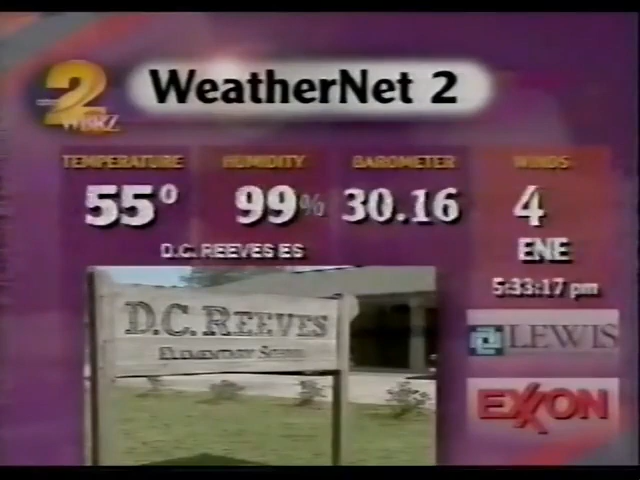 2
WBRZ
WeatherNet 2
TEMPERATURE HUMIDITY BAROMETER WINDS
55° 99% 30.16 4
D.C. REEVES ES ENE
5:33:17 pm
D.C. REEVES
ELEMENTARY SCHOOL
LEWIS
EXXON